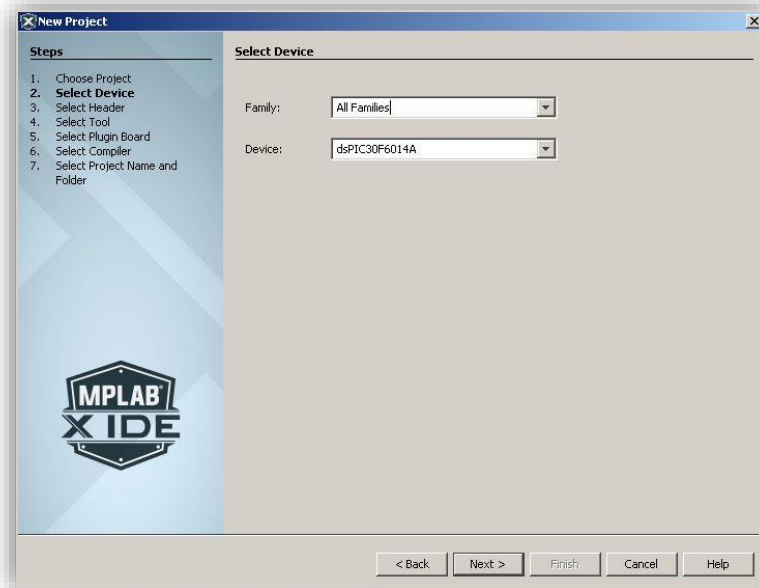 New Project
Steps
1. Choose Project
2. Select Device
3. Select Header
4. Select Tool
5. Select Plugin Board
6. Select Compiler
7. Select Project Name and
Folder
Select Device
Family: All Families
Device: dsPIC30F6014A
MPLAB®
X IDE
< Back Next > Finish Cancel Help